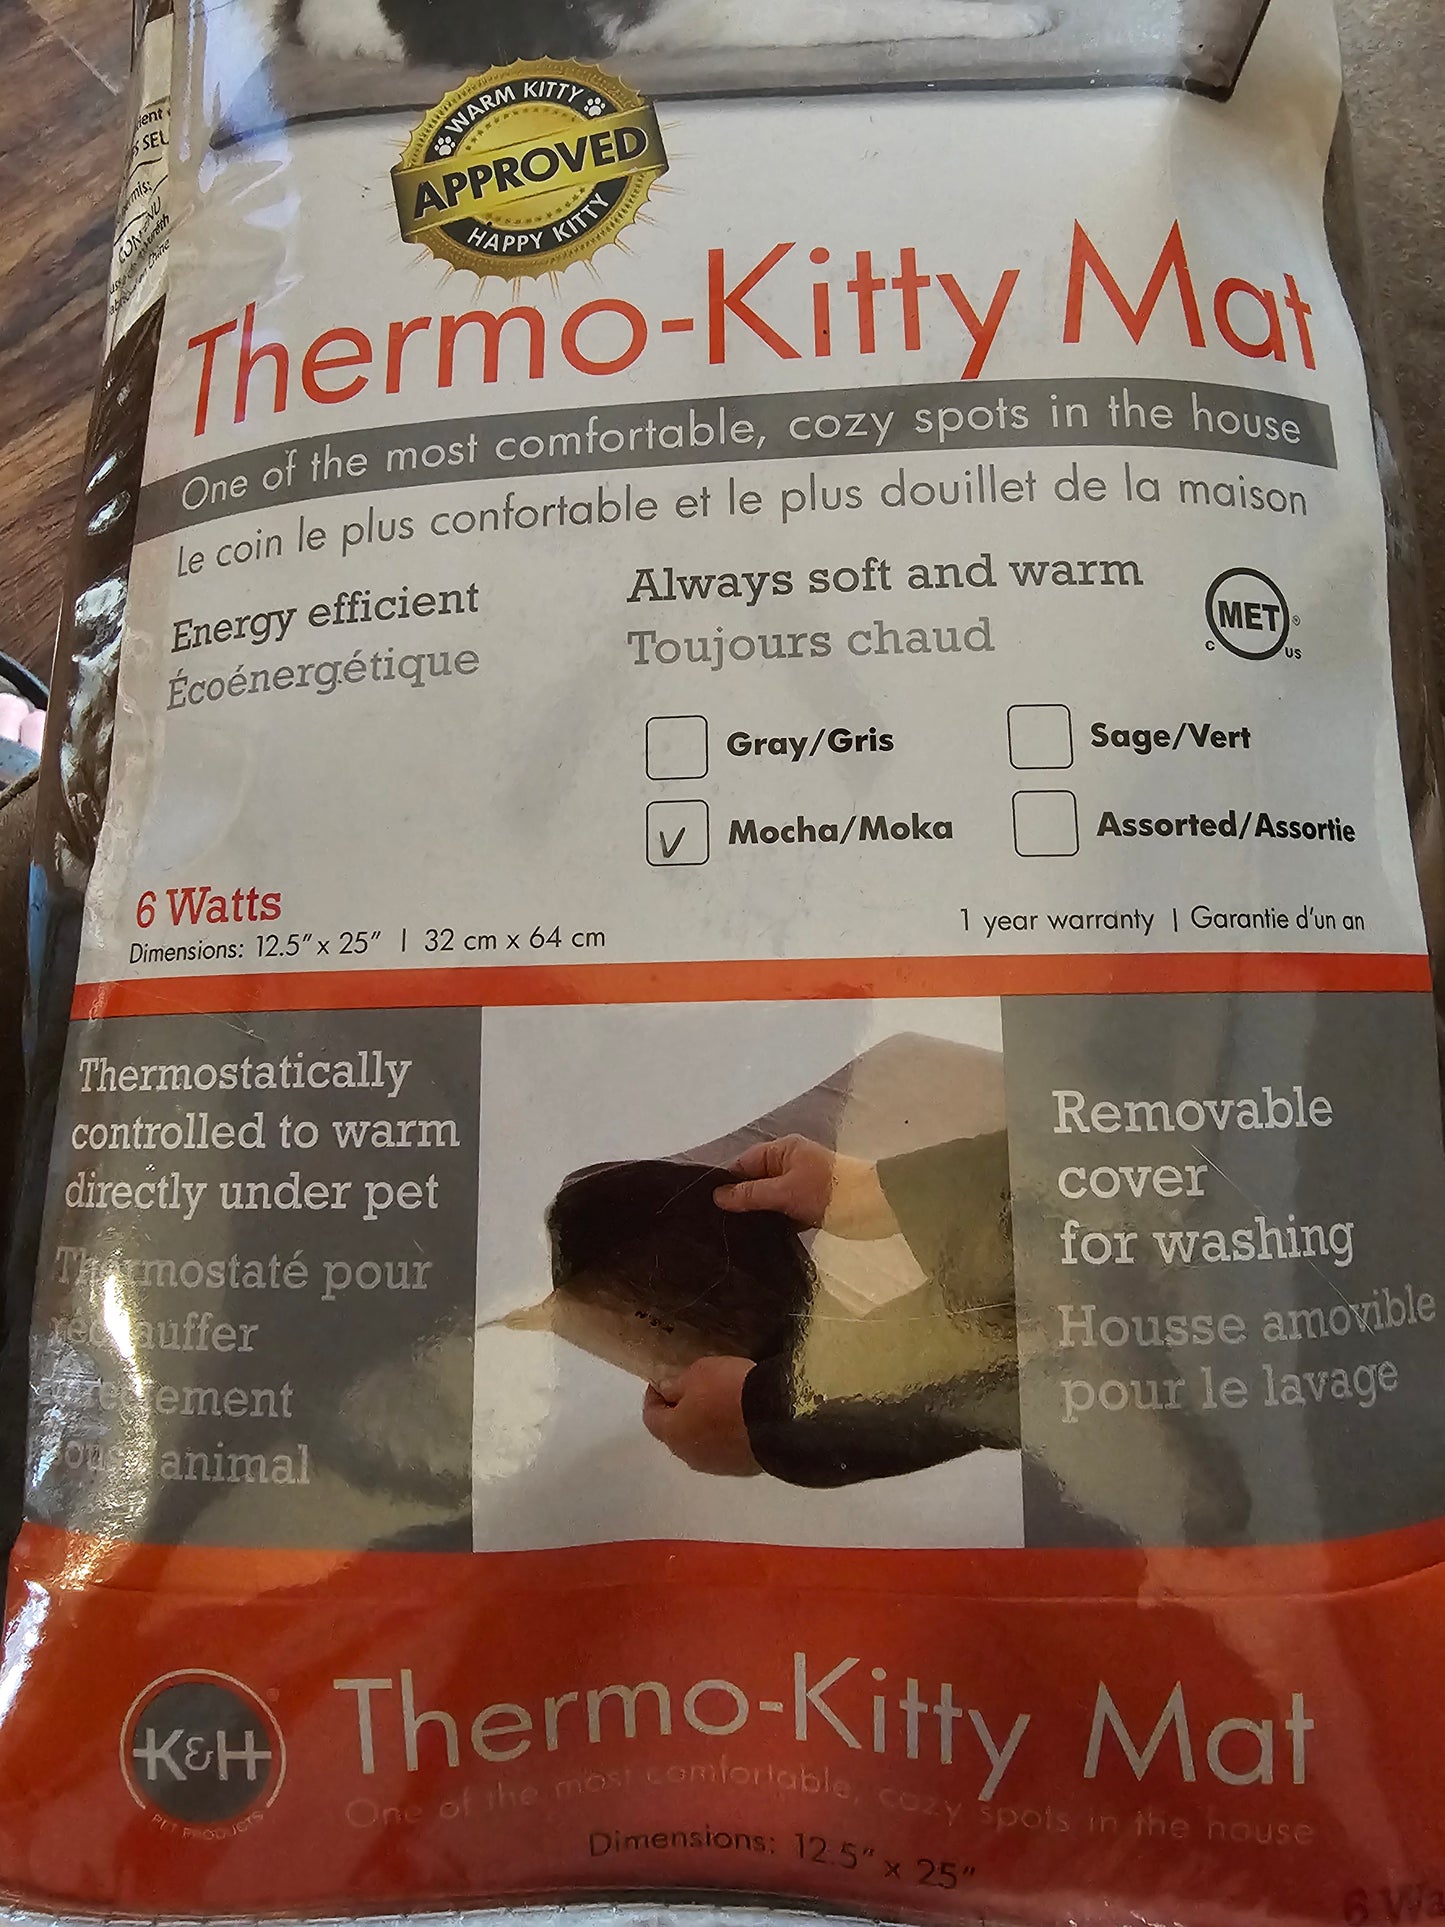 WARM KITTY
APPROVED
HAPPY KITTY
Thermo-Kitty Mat
One of the most comfortable, cozy spots in the house
Le coin le plus confortable et le plus douillet de la maison
Energy efficient
Écoénergétique
Always soft and warm
Toujours chaud
MET®
C US
Gray/Gris
Sage/Vert
V Mocha/Moka
Assorted/Assortie
6 Watts
Dimensions: 12.5" x 25" | 32 cm x 64 cm
1 year warranty | Garantie d'un an
Thermostatically
controlled to warm
directly under pet
pour
animal
Removable
cover
for washing
Housse amovible
pour le lavage
K&H
PET PRODUCTS
Thermo-Kitty Mat
One of the most comfortable, cozy spots in the house
Dimensions: 12.5" x 25"